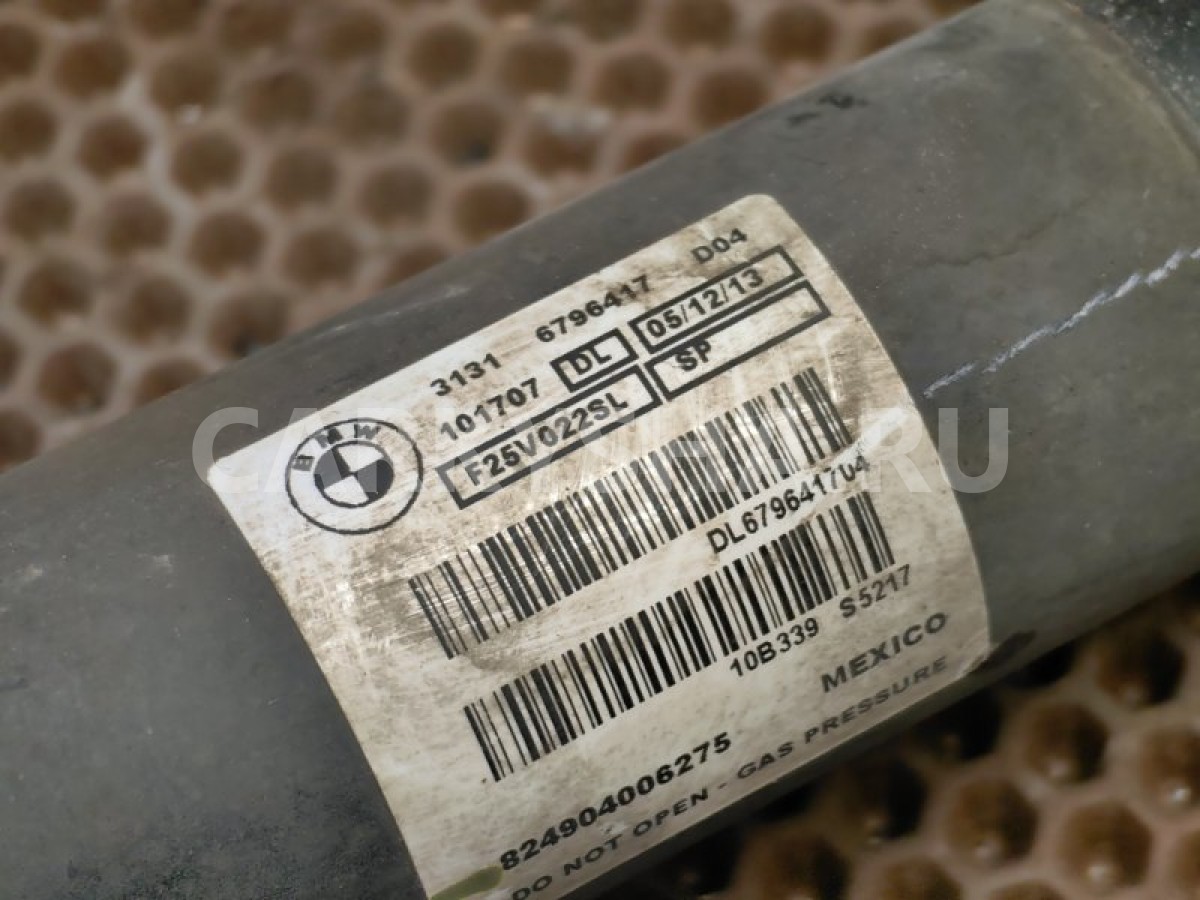 3131 6796417 D04
101707 DL 05/12/13
F25V022SL SP
BMW
DL679641704
10B339 S5217
MEXICO
824904006275
DO NOT OPEN - GAS PRESSURE